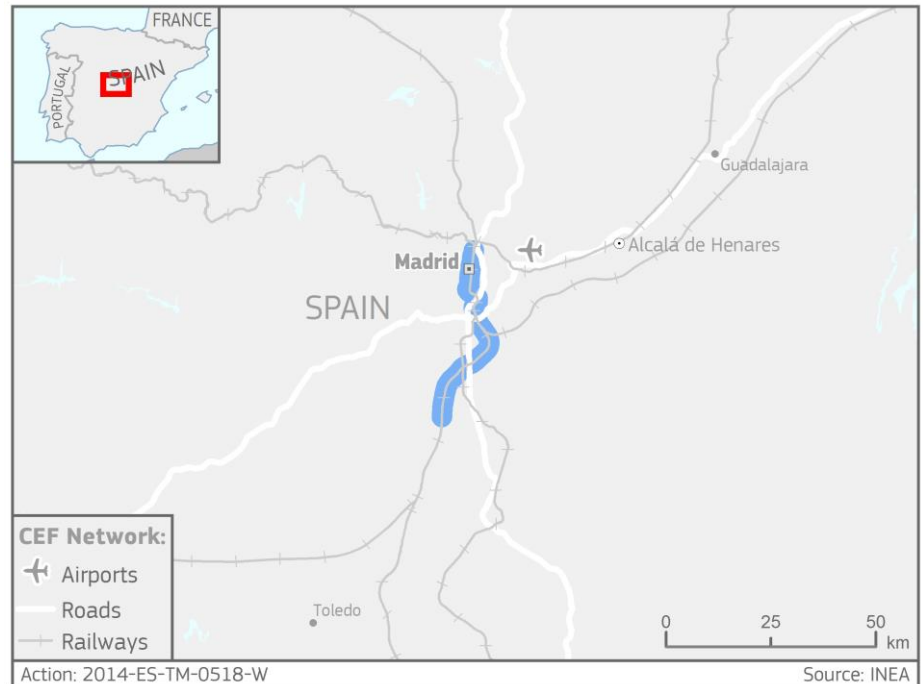 FRANCE
SPAIN
PORTUGAL
Guadalajara
Alcalá de Henares
Madrid
SPAIN
CEF Network:
Airports
Roads
Railways
Toledo
0 25 50
km
Action: 2014-ES-TM-0518-W
Source: INEA